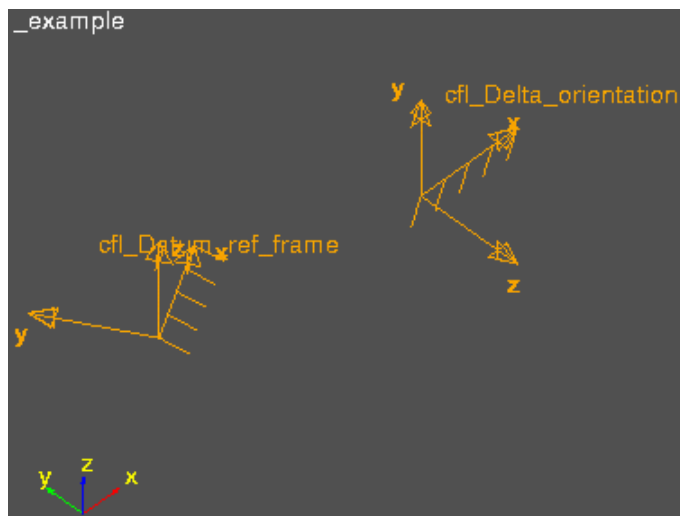 _example
y
cfl_Delta_orientation
x
z
cfl_Datum_ref_frame
z
x
y
z
y
x